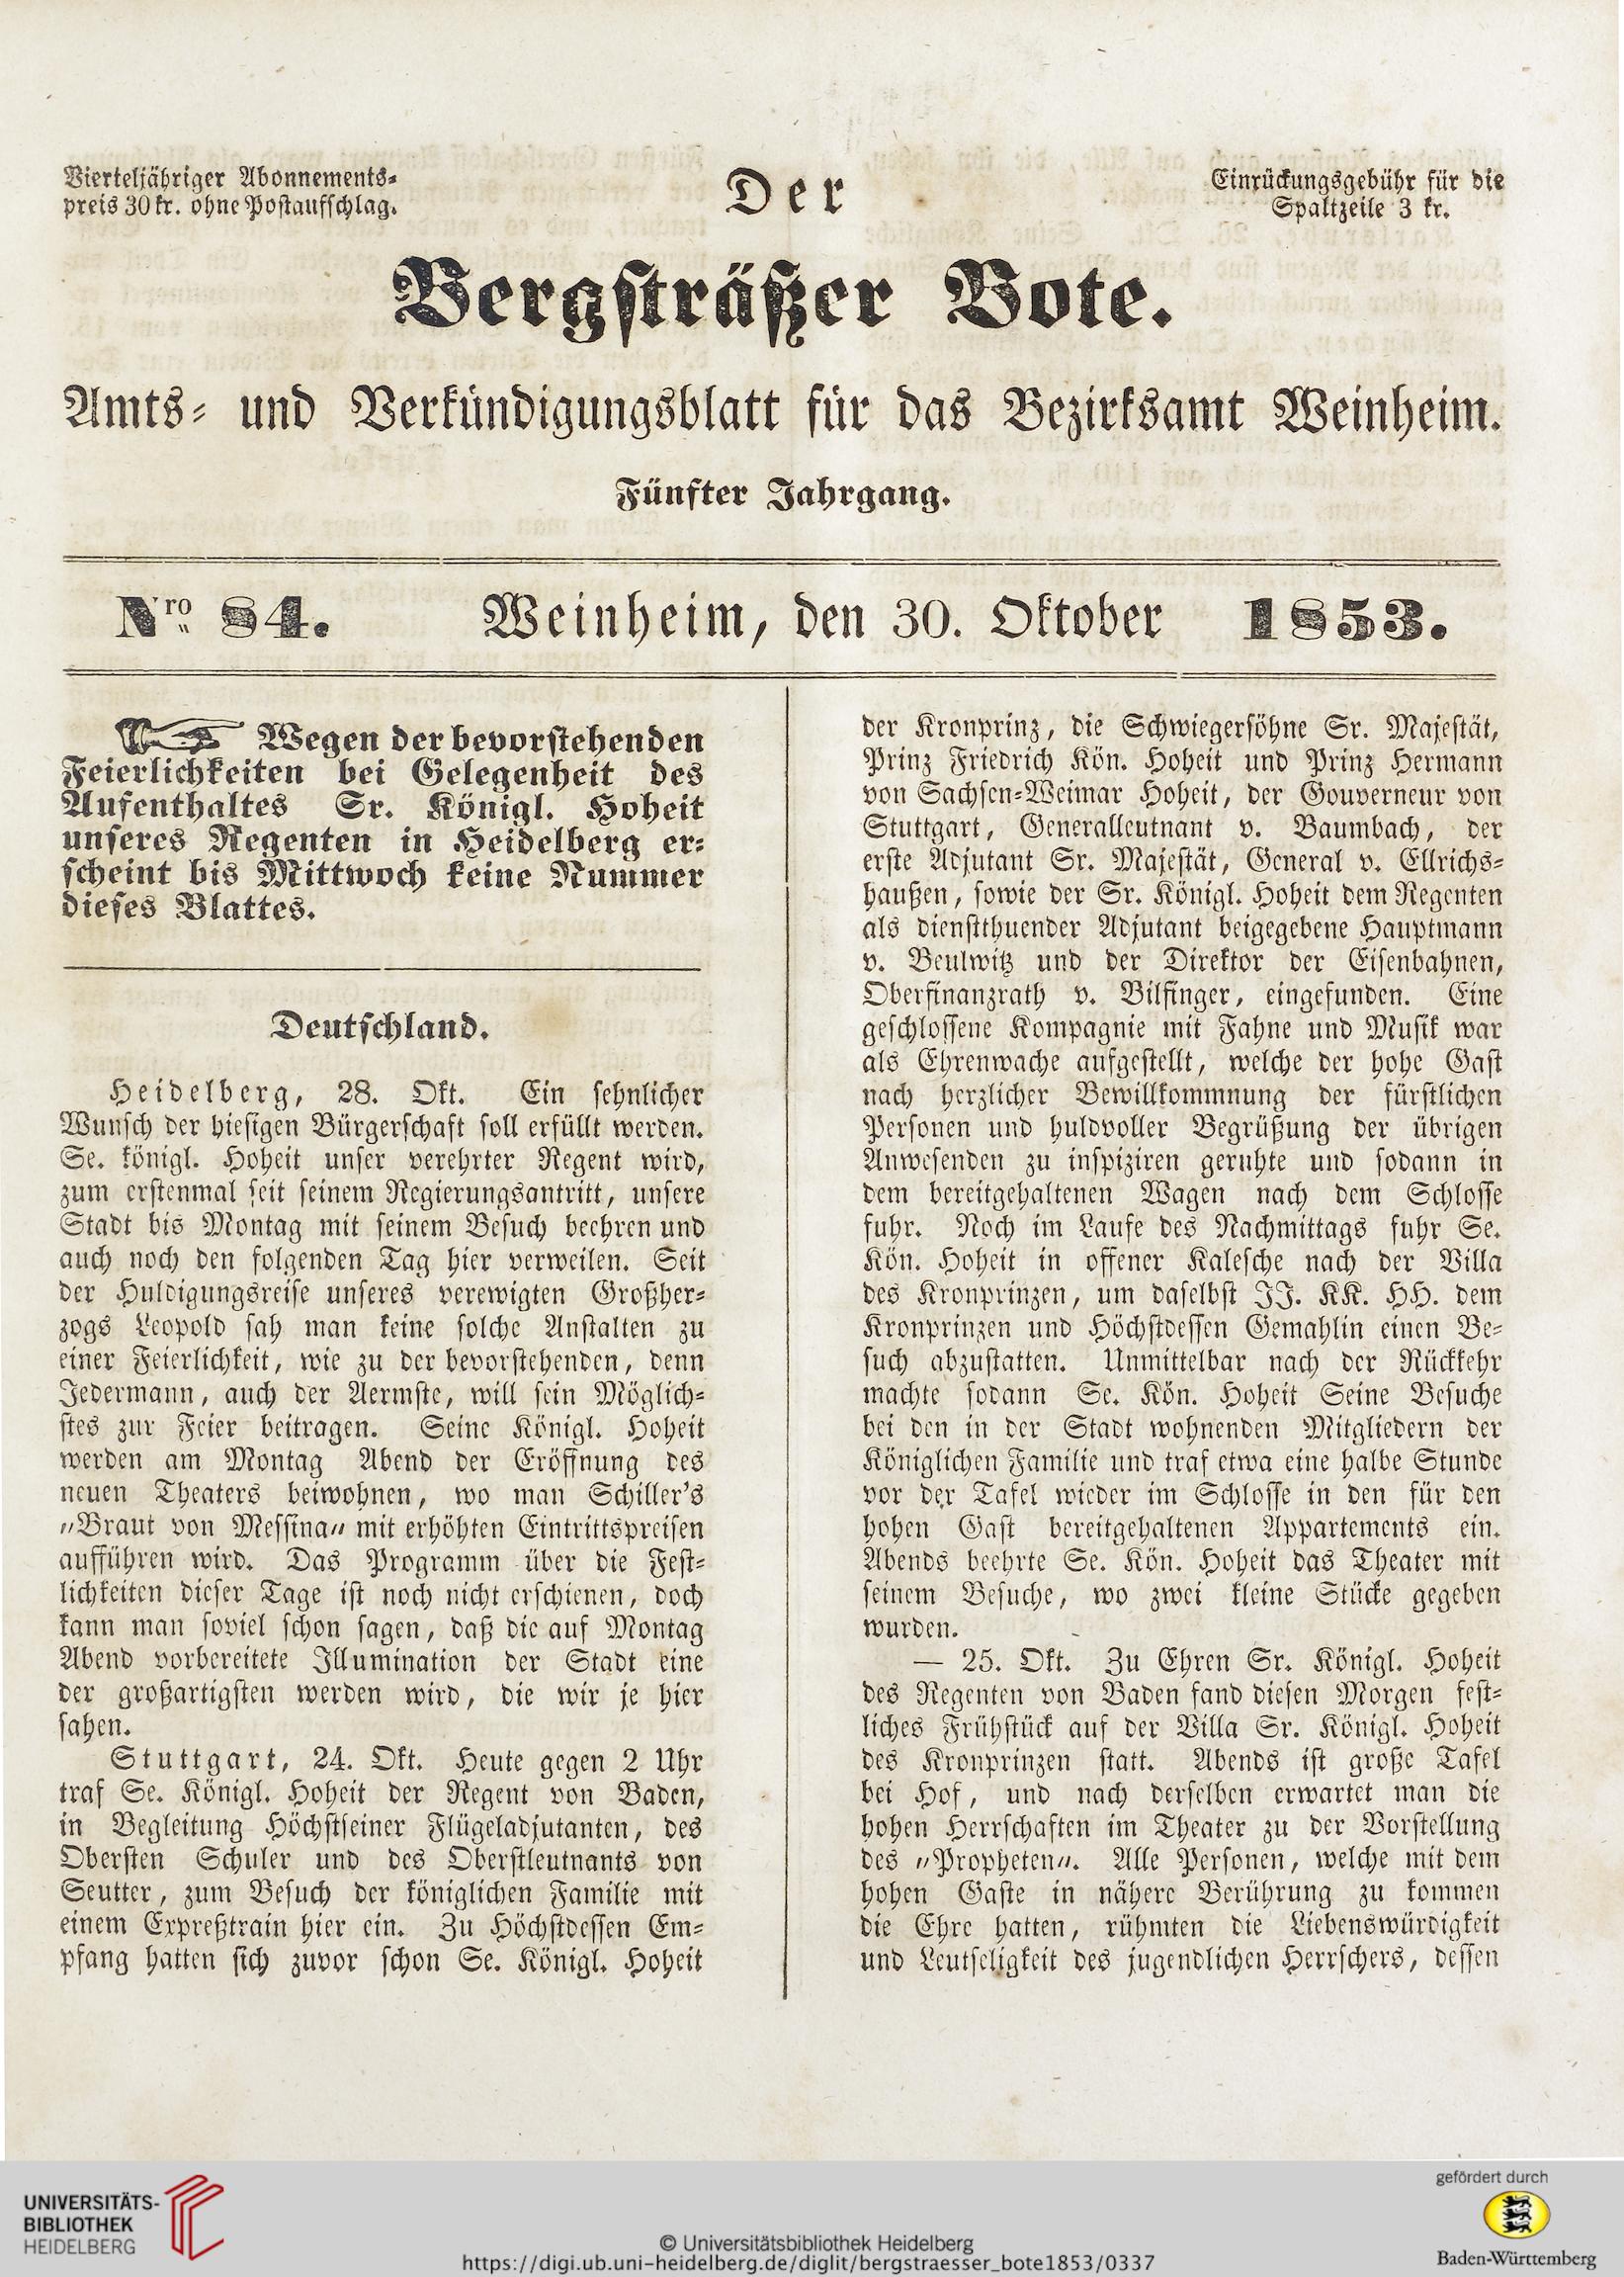 Vierteljähriger Abonnements-
preis 30 kr. ohne Postaufschlag.
Der
Einrückungsgebühr für die
Spaltzeile 3 kr.
Bergsträßer Bote.
Amts- und Verkündigungsblatt für das Bezirksamt Weinheim.
Fünfter Jahrgang.
Nro 84. Weinheim, den 30. Oktober 1853.
Wegen der bevorstehenden
Feierlichkeiten bei Gelegenheit des
Aufenthaltes Sr. Königl. Hoheit
unseres Regenten in Heidelberg er-
scheint bis Mittwoch keine Nummer
dieses Blattes.
Deutschland.
Heidelberg, 28. Okt. Ein sehnlicher
Wunsch der hiesigen Bürgerschaft soll erfüllt werden.
Se. königl. Hoheit unser verehrter Regent wird,
zum erstenmal seit seinem Regierungsantritt, unsere
Stadt bis Montag mit seinem Besuch beehren und
auch noch den folgenden Tag hier verweilen. Seit
der Huldigungsreise unseres verewigten Großher-
zogs Leopold sah man keine solche Anstalten zu
einer Feierlichkeit, wie zu der bevorstehenden, denn
Jedermann, auch der Aermste, will sein Möglich-
stes zur Feier beitragen. Seine Königl. Hoheit
werden am Montag Abend der Eröffnung des
neuen Theaters beiwohnen, wo man Schiller's
„Braut von Messina„ mit erhöhten Eintrittspreisen
aufführen wird. Das Programm über die Fest-
lichkeiten dieser Tage ist noch nicht erschienen, doch
kann man soviel schon sagen, daß die auf Montag
Abend vorbereitete Illumination der Stadt eine
der großartigsten werden wird, die wir je hier
sahen.
Stuttgart, 24. Okt. Heute gegen 2 Uhr
traf Se. Königl. Hoheit der Regent von Baden,
in Begleitung Höchstseiner Flügeladjutanten, des
Obersten Schuler und des Oberstleutnants von
Seutter, zum Besuch der königlichen Familie mit
einem Expreßtrain hier ein. Zu Höchstdessen Em-
pfang hatten sich zuvor schon Se. Königl. Hoheit
der Kronprinz, die Schwiegersöhne Sr. Majestät,
Prinz Friedrich Kön. Hoheit und Prinz Hermann
von Sachsen-Weimar Hoheit, der Gouverneur von
Stuttgart, Generalleutnant v. Baumbach, der
erste Adjutant Sr. Majestät, General v. Ellrichs-
haußen, sowie der Sr. Königl. Hoheit dem Regenten
als dienstthuender Adjutant beigegebene Hauptmann
v. Beulwitz und der Direktor der Eisenbahnen,
Oberfinanzrath v. Bilfinger, eingefunden. Eine
geschlossene Kompagnie mit Fahne und Musik war
als Ehrenwache aufgestellt, welche der hohe Gast
nach herzlicher Bewillkommnung der fürstlichen
Personen und huldvoller Begrüßung der übrigen
Anwesenden zu inspiziren geruhte und sodann in
dem bereitgehaltenen Wagen nach dem Schlosse
fuhr. Noch im Laufe des Nachmittags fuhr Se.
Kön. Hoheit in offener Kalesche nach der Villa
des Kronprinzen, um daselbst JJ. KK. HH. dem
Kronprinzen und Höchstdessen Gemahlin einen Be-
such abzustatten. Unmittelbar nach der Rückkehr
machte sodann Se. Kön. Hoheit Seine Besuche
bei den in der Stadt wohnenden Mitgliedern der
Königlichen Familie und traf etwa eine halbe Stunde
vor der Tafel wieder im Schlosse in den für den
hohen Gast bereitgehaltenen Appartements ein.
Abends beehrte Se. Kön. Hoheit das Theater mit
seinem Besuche, wo zwei kleine Stücke gegeben
wurden.
— 25. Okt. Zu Ehren Sr. Königl. Hoheit
des Regenten von Baden fand diesen Morgen fest-
liches Frühstück auf der Villa Sr. Königl. Hoheit
des Kronprinzen statt. Abends ist große Tafel
bei Hof, und nach derselben erwartet man die
hohen Herrschaften im Theater zu der Vorstellung
des „Propheten„. Alle Personen, welche mit dem
hohen Gaste in nähere Berührung zu kommen
die Ehre hatten, rühmten die Liebenswürdigkeit
und Leutseligkeit des jugendlichen Herrschers, dessen
UNIVERSITÄTS-
BIBLIOTHEK
HEIDELBERG
© Universitätsbibliothek Heidelberg
https://digi.ub.uni-heidelberg.de/diglit/bergstraesser_bote1853/0337
gefördert durch
Baden-Württemberg